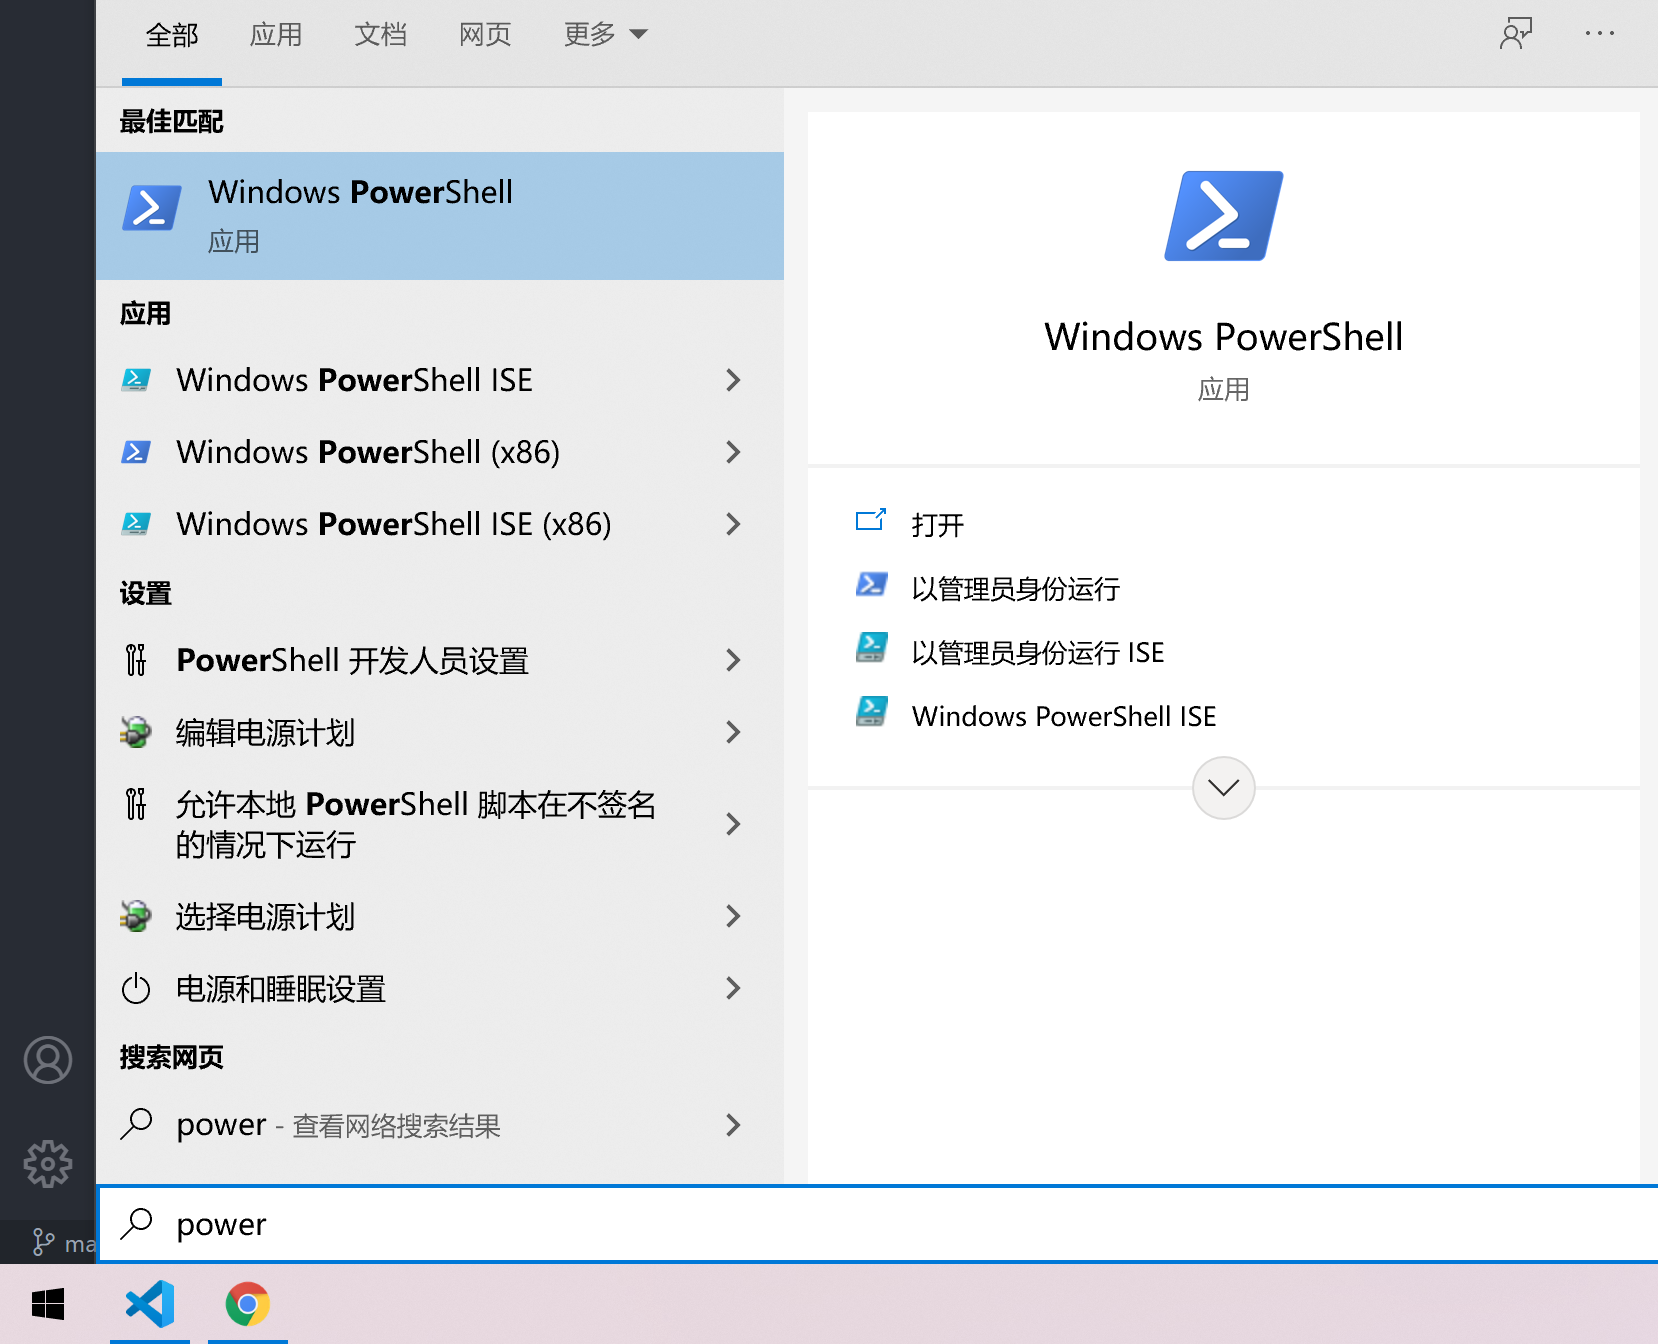 全部 应用 文档 网页 更多
最佳匹配
Windows PowerShell
应用
应用
Windows PowerShell ISE
Windows PowerShell (x86)
Windows PowerShell ISE (x86)
设置
PowerShell 开发人员设置
编辑电源计划
允许本地 PowerShell 脚本在不签名
的情况下运行
选择电源计划
电源和睡眠设置
搜索网页
power - 查看网络搜索结果
Windows PowerShell
应用
打开
以管理员身份运行
以管理员身份运行 ISE
Windows PowerShell ISE
power
ma